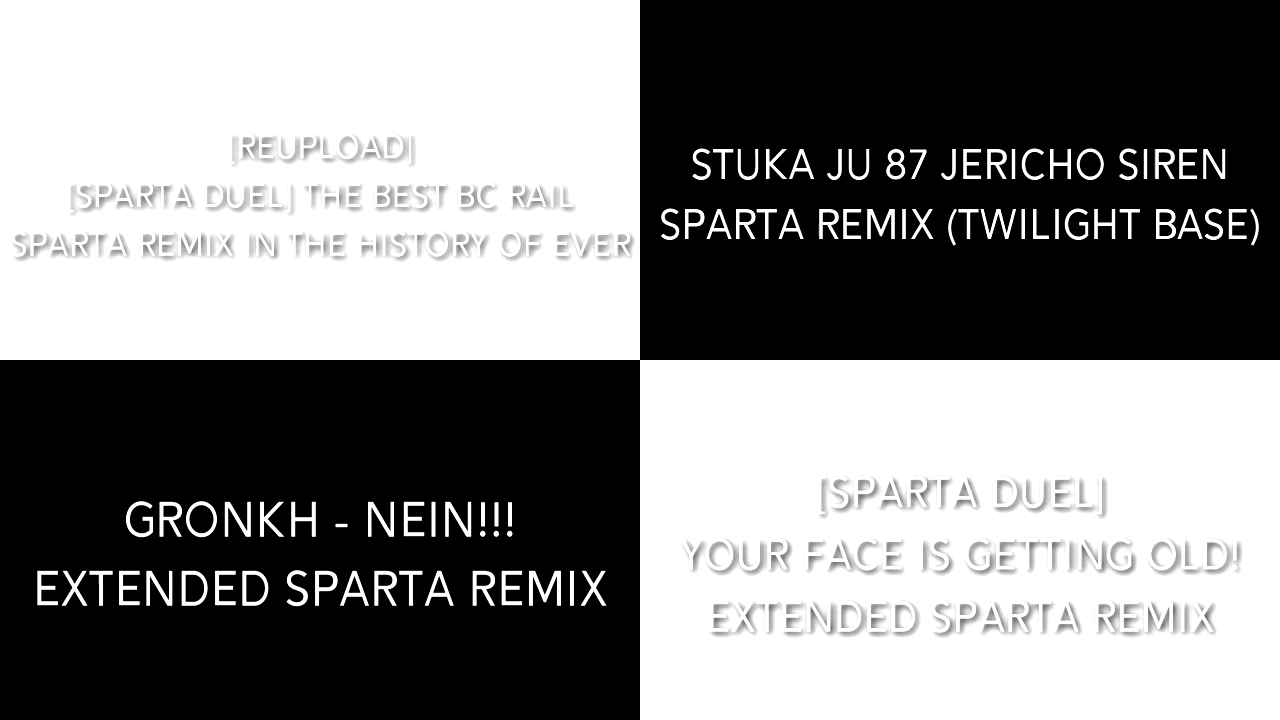 [REUPLOAD]
[SPARTA DUEL] THE BEST BC RAIL
SPARTA REMIX IN THE HISTORY OF EVER
STUKA JU 87 JERICHO SIREN
SPARTA REMIX (TWILIGHT BASE)
GRONKH - NEIN!!!
EXTENDED SPARTA REMIX
[SPARTA DUEL]
YOUR FACE IS GETTING OLD!
EXTENDED SPARTA REMIX